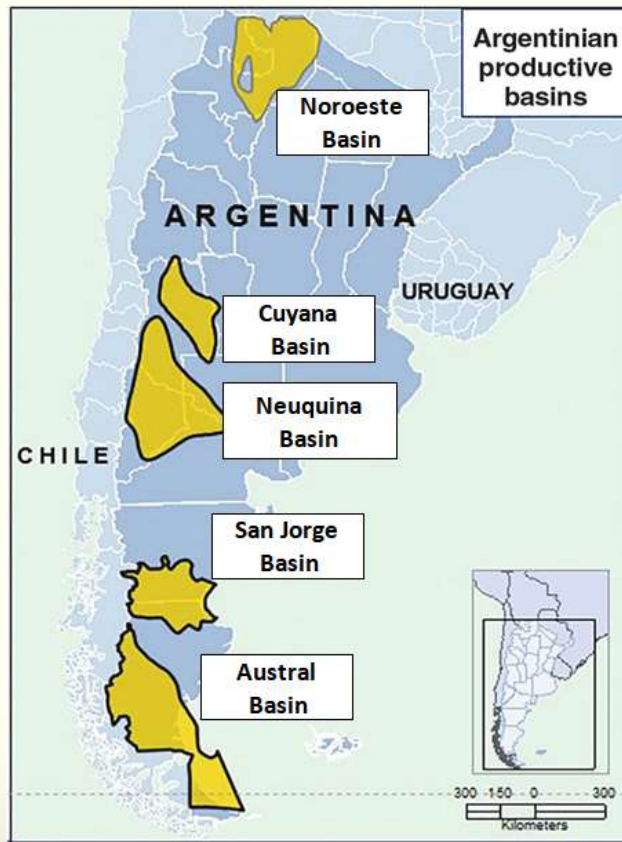 Argentinian
productive
basins
Noroeste
Basin
ARGENTINA
URUGUAY
Cuyana
Basin
Neuquina
Basin
CHILE
San Jorge
Basin
Austral
Basin
300 150 0 300
Kilometers